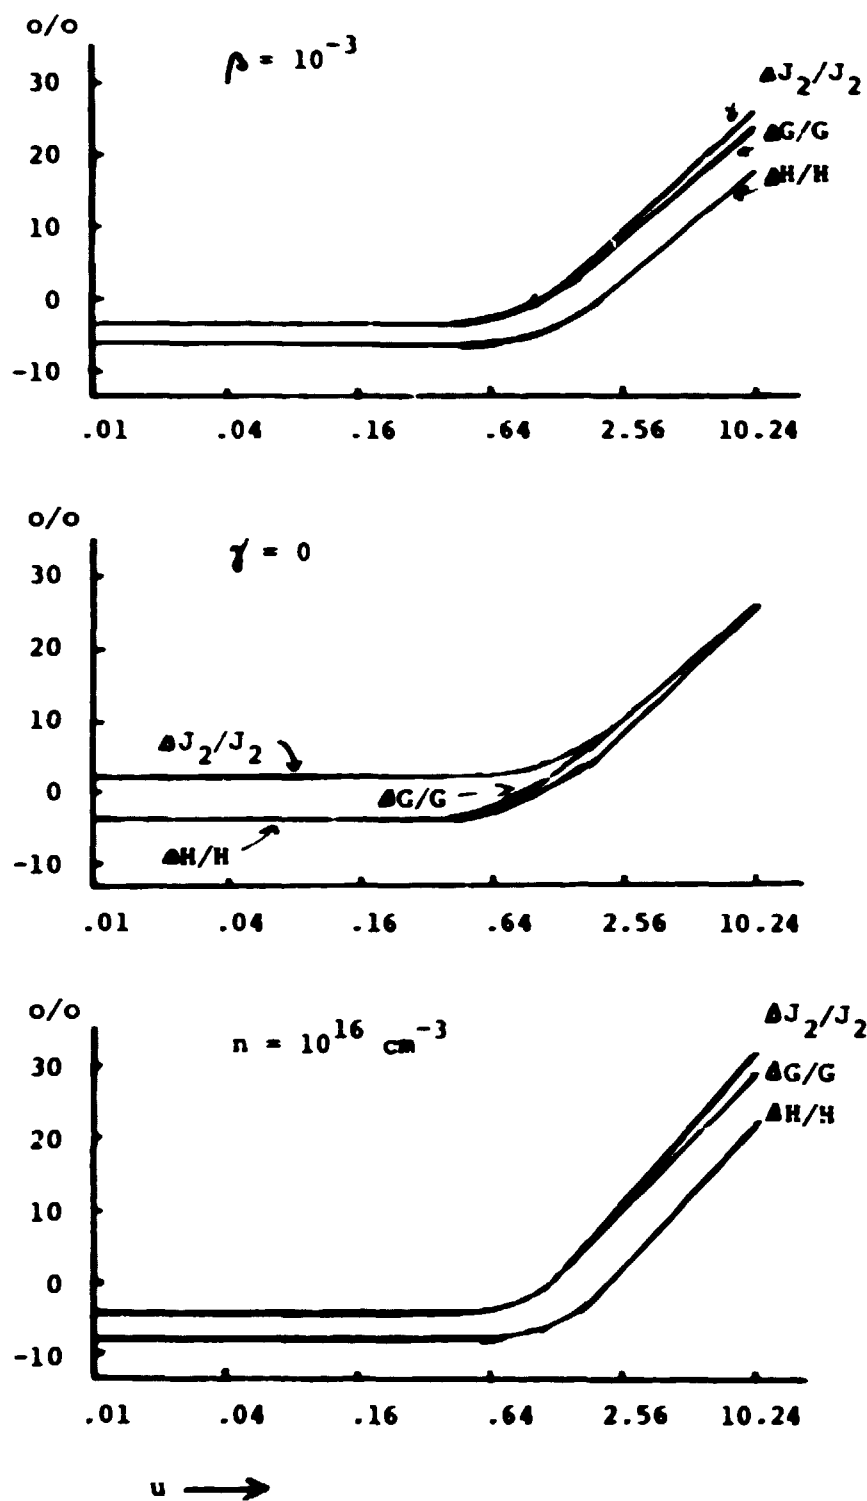 o/o
β = 10⁻³
30
ΔJ₂/J₂
γ
20
ΔG/G
α
ΔH/H
β
10
0
-10
.01 .04 .16 .64 2.56 10.24
o/o
γ = 0
30
20
10
ΔJ₂/J₂
0
ΔG/G
ΔH/H
-10
.01 .04 .16 .64 2.56 10.24
o/o
n = 10¹⁶ cm⁻³
ΔJ₂/J₂
30
ΔG/G
ΔH/H
20
10
0
-10
.01 .04 .16 .64 2.56 10.24
u